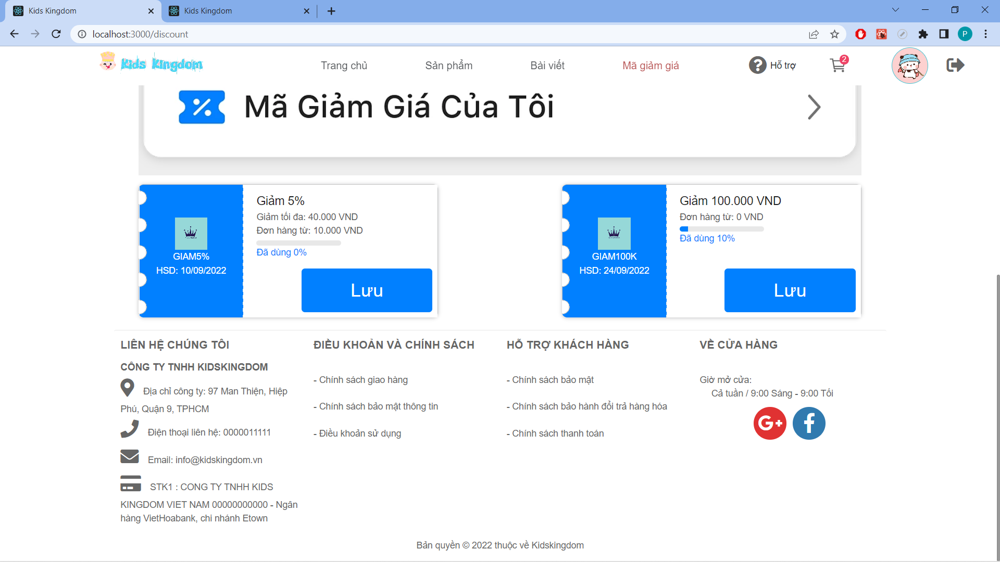 Kids Kingdom
Kids Kingdom
localhost:3000/discount
P
Kids Kingdom
Trang chủ
Sản phẩm
Bài viết
Mã giảm giá
Hỗ trợ
2
Mã Giảm Giá Của Tôi
GIAM5%
HSD: 10/09/2022
Giảm 5%
Giảm tối đa: 40.000 VND
Đơn hàng từ: 10.000 VND
Đã dùng 0%
Lưu
GIAM100K
HSD: 24/09/2022
Giảm 100.000 VND
Đơn hàng từ: 0 VND
Đã dùng 10%
Lưu
LIÊN HỆ CHÚNG TÔI
CÔNG TY TNHH KIDSKINGDOM
Địa chỉ công ty: 97 Man Thiện, Hiệp
Phú, Quận 9, TPHCM
Điện thoại liên hệ: 0000011111
Email: info@kidskingdom.vn
STK1 : CONG TY TNHH KIDS
KINGDOM VIET NAM 00000000000 - Ngân
hàng VietHoabank, chi nhánh Etown
ĐIỀU KHOẢN VÀ CHÍNH SÁCH
- Chính sách giao hàng
- Chính sách bảo mật thông tin
- Điều khoản sử dụng
HỖ TRỢ KHÁCH HÀNG
- Chính sách bảo mật
- Chính sách bảo hành đổi trả hàng hóa
- Chính sách thanh toán
VỀ CỬA HÀNG
Giờ mở cửa:
Cả tuần / 9:00 Sáng - 9:00 Tối
G+
f
Bản quyền © 2022 thuộc về Kidskingdom